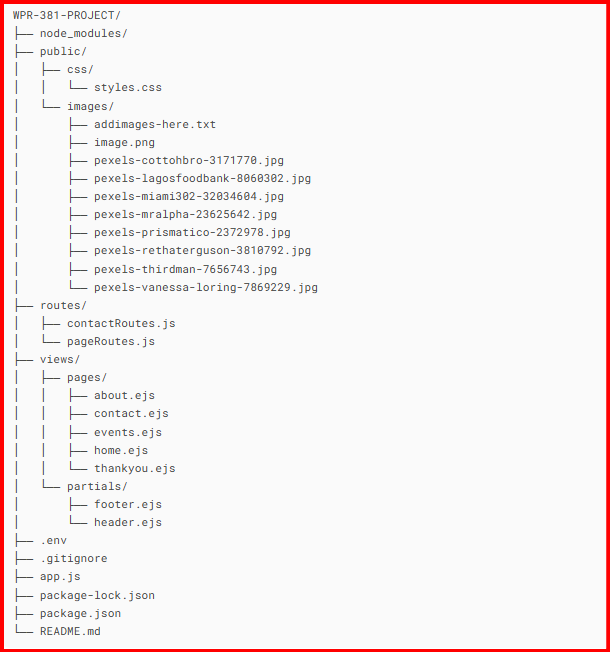 WPR-381-PROJECT/
├── node_modules/
├── public/
│   ├── css/
│   │   └── styles.css
│   └── images/
│       ├── addimages-here.txt
│       ├── image.png
│       ├── pexels-cottohbro-3171770.jpg
│       ├── pexels-lagosfoodbank-8060302.jpg
│       ├── pexels-miami302-32034604.jpg
│       ├── pexels-mralpha-23625642.jpg
│       ├── pexels-prismatico-2372978.jpg
│       ├── pexels-rethaterguson-3810792.jpg
│       ├── pexels-thirdman-7656743.jpg
│       └── pexels-vanessa-loring-7869229.jpg
├── routes/
│   ├── contactRoutes.js
│   └── pageRoutes.js
├── views/
│   ├── pages/
│   │   ├── about.ejs
│   │   ├── contact.ejs
│   │   ├── events.ejs
│   │   ├── home.ejs
│   │   └── thankyou.ejs
│   └── partials/
│       ├── footer.ejs
│       └── header.ejs
├── .env
├── .gitignore
├── app.js
├── package-lock.json
├── package.json
└── README.md